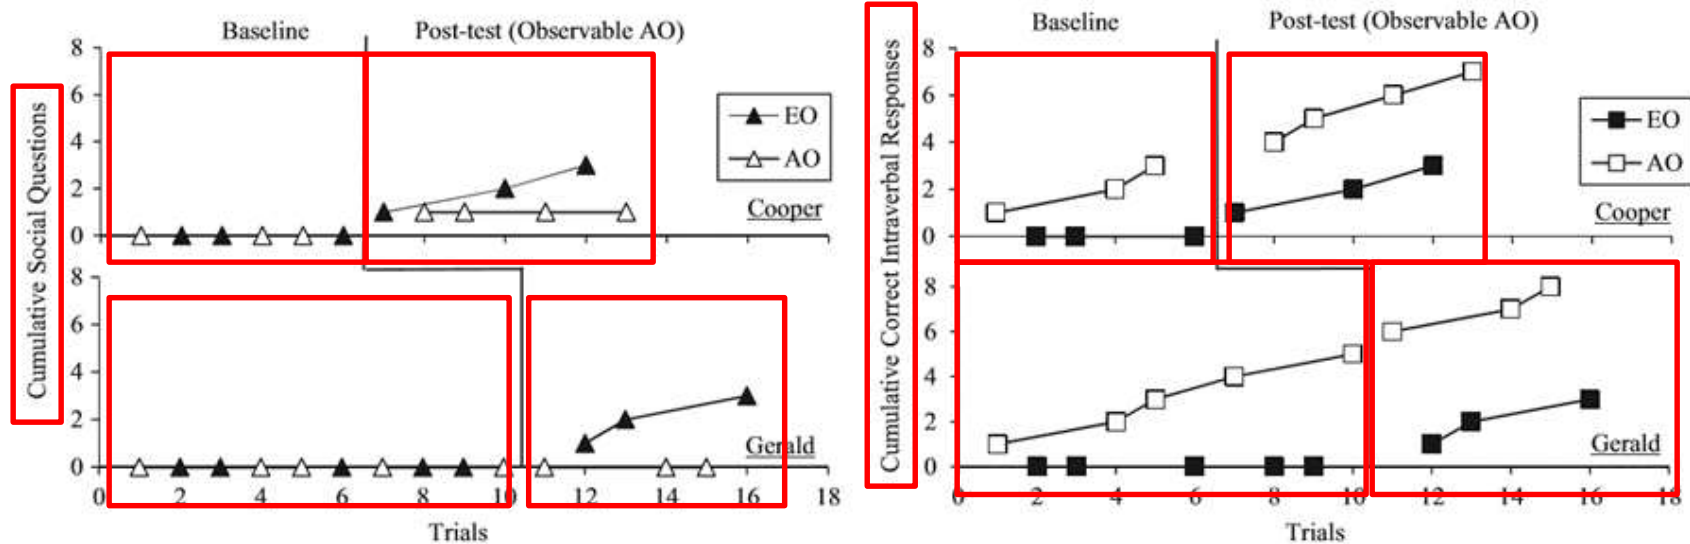 Baseline
Post-test (Observable AO)
Cumulative Social Questions
8
6
4
2
0
EO
AO
Cooper
8
6
4
2
0
Gerald
0
2
4
6
8
10
12
14
16
18
Trials
Baseline
Post-test (Observable AO)
Cumulative Correct Intraverbal Responses
8
6
4
2
0
EO
AO
Cooper
8
6
4
2
0
Gerald
0
2
4
6
8
10
12
14
16
18
Trials